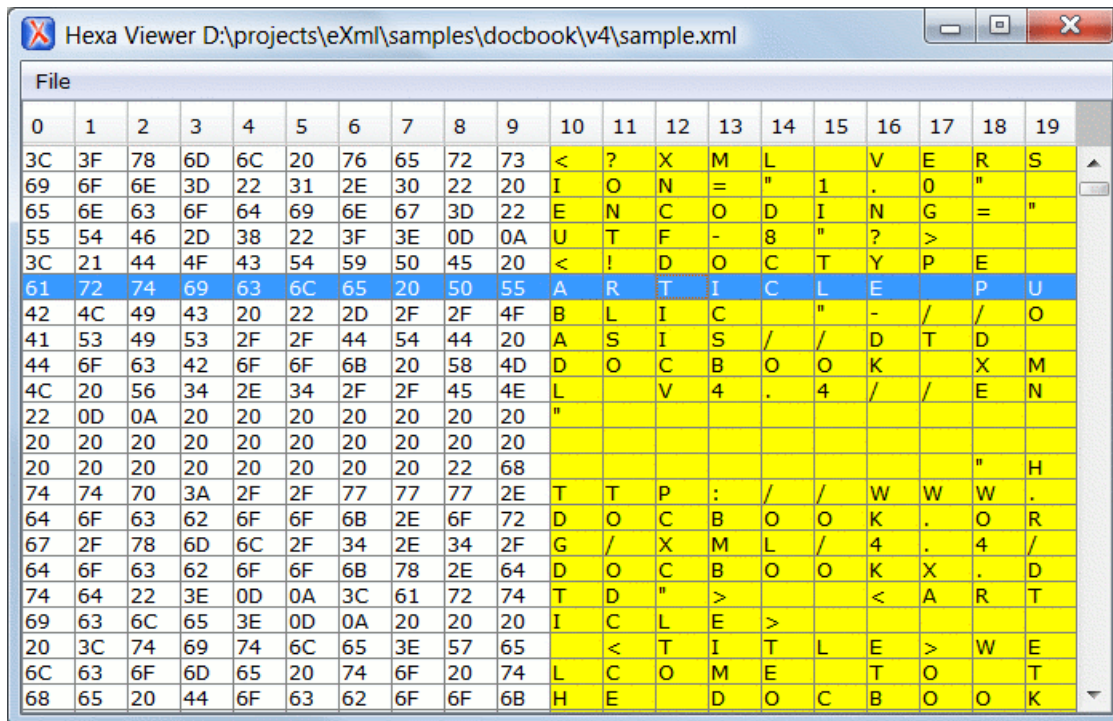 Hexa Viewer D:\projects\eXml\samples\docbook\v4\sample.xml
File
0 1 2 3 4 5 6 7 8 9 10 11 12 13 14 15 16 17 18 19
3C 3F 78 6D 6C 20 76 65 72 73 < ? X M L V E R S
69 6F 6E 3D 22 31 2E 30 22 20 I O N = " 1 . 0 "
65 6E 63 6F 64 69 6E 67 3D 22 E N C O D I N G = "
55 54 46 2D 38 22 3F 3E 0D 0A U T F - 8 " ? >
3C 21 44 4F 43 54 59 50 45 20 < ! D O C T Y P E
61 72 74 69 63 6C 65 20 50 55 A R T I C L E P U
42 4C 49 43 20 22 2D 2F 2F 4F B L I C " - / / O
41 53 49 53 2F 2F 44 54 44 20 A S I S / / D T D
44 6F 63 42 6F 6F 6B 20 58 4D D O C B O O K X M
4C 20 56 34 2E 34 2F 2F 45 4E L V 4 . 4 / / E N
22 0D 0A 20 20 20 20 20 20 20 "
20 20 20 20 20 20 20 20 20 20
20 20 20 20 20 20 20 20 22 68 " H
74 74 70 3A 2F 2F 77 77 77 2E T T P : / / W W W .
64 6F 63 62 6F 6F 6B 2E 6F 72 D O C B O O K . O R
67 2F 78 6D 6C 2F 34 2E 34 2F G / X M L / 4 . 4 /
64 6F 63 62 6F 6F 6B 78 2E 64 D O C B O O K X . D
74 64 22 3E 0D 0A 3C 61 72 74 T D " > < A R T
69 63 6C 65 3E 0D 0A 20 20 20 I C L E >
20 3C 74 69 74 6C 65 3E 57 65 < T I T L E > W E
6C 63 6F 6D 65 20 74 6F 20 74 L C O M E T O T
68 65 20 44 6F 63 62 6F 6F 6B H E D O C B O O K